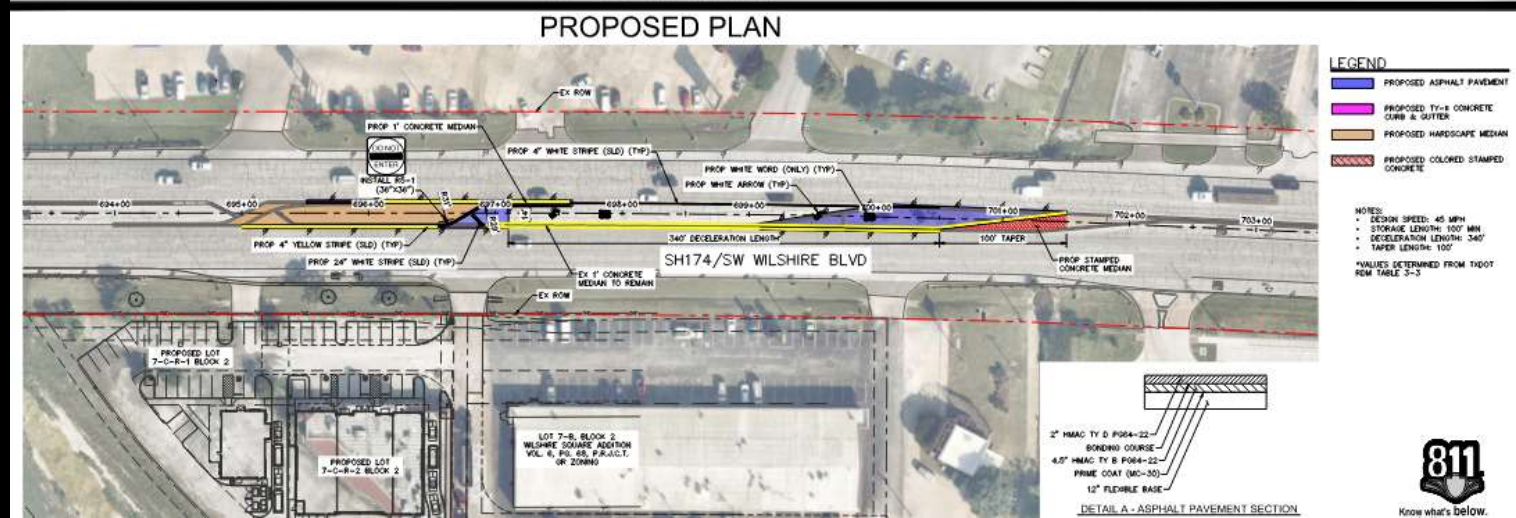 PROPOSED PLAN
EX ROW
PROP 1' CONCRETE MEDIAN
DO NOT
ENTER
PROP 4" WHITE STRIPE (SLD) (TYP)
PROP WHITE WORD (ONLY) (TYP)
PROP WHITE ARROW (TYP)
INSTALL R5-1
(36"X36")
694+00
695+00
696+00
697+00
698+00
699+00
700+00
701+00
702+00
703+00
PROP 4" YELLOW STRIPE (SLD) (TYP)
PROP 24" WHITE STRIPE (SLD) (TYP)
340' DECELERATION LENGTH
100' TAPER
SH174/SW WILSHIRE BLVD
PROP STAMPED
CONCRETE MEDIAN
EX 1' CONCRETE
MEDIAN TO REMAIN
EX ROW
PROPOSED LOT
7-C-R-1 BLOCK 2
PROPOSED LOT
7-C-R-2 BLOCK 2
LOT 7-B, BLOCK 2
WILSHIRE SQUARE ADDITION
VOL. 6, PG. 68, P.R.J.C.T.
GR ZONING
LEGEND
PROPOSED ASPHALT PAVEMENT
PROPOSED TY-II CONCRETE
CURB & GUTTER
PROPOSED HARDSCAPE MEDIAN
PROPOSED COLORED STAMPED
CONCRETE
NOTES:
- DESIGN SPEED: 45 MPH
- STORAGE LENGTH: 100' MIN
- DECELERATION LENGTH: 340'
- TAPER LENGTH: 100'
*VALUES DETERMINED FROM TXDOT
RDM TABLE 3-3
2" HMAC TY D PG64-22
BONDING COURSE
4.5" HMAC TY B PG64-22
PRIME COAT (MC-30)
12" FLEXIBLE BASE
DETAIL A - ASPHALT PAVEMENT SECTION
811
Know what's below.